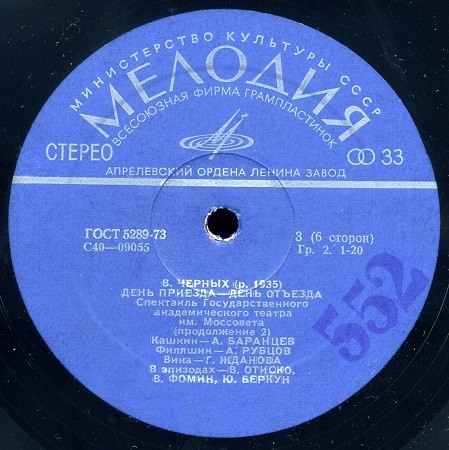 МИНИСТЕРСТВО КУЛЬТУРЫ СССР
МЕЛОДИЯ
ВСЕСОЮЗНАЯ ФИРМА ГРАМПЛАСТИНОК
СТЕРЕО
33
АПРЕЛЕВСКИЙ ОРДЕНА ЛЕНИНА ЗАВОД
ГОСТ 5289-73
С40—09055
3 (6 сторон)
Гр. 2. 1-20
В. ЧЕРНЫХ (р. 1935)
ДЕНЬ ПРИЕЗДА—ДЕНЬ ОТЪЕЗДА
Спектакль Государственного
академического театра
им. Моссовета
(продолжение 2)
Кашкин—А. БАРАНЦЕВ
Филяшин—А. РУБЦОВ
Вика—Г. ЖДАНОВА
В эпизодах—В. ОТИСКО,
В. ФОМИН, Ю. БЕРКУН
552